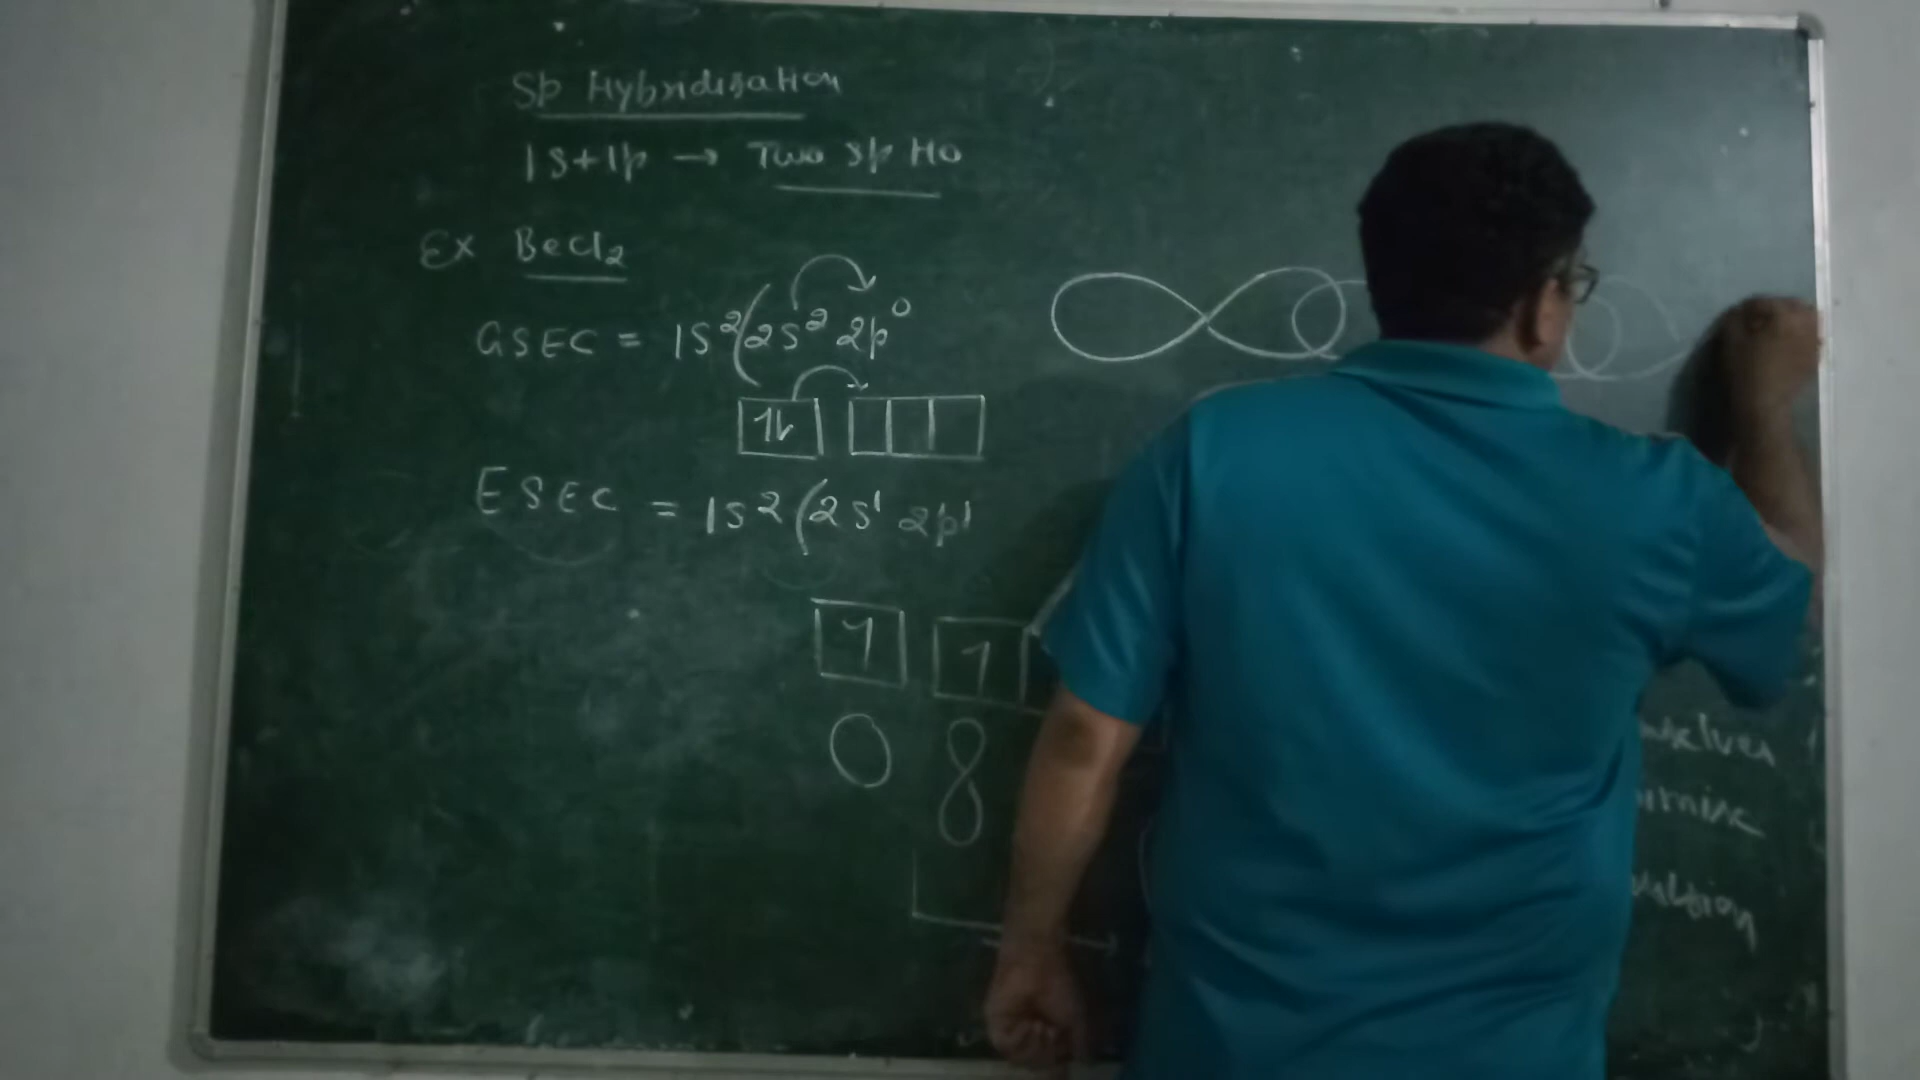 Sp Hybridization
1s+1p → Two sp HO
Ex BeCl₂
GSEC = 1s²(2s² 2p⁰
1⇂
ESEC = 1s²(2s¹ 2p¹
1 1